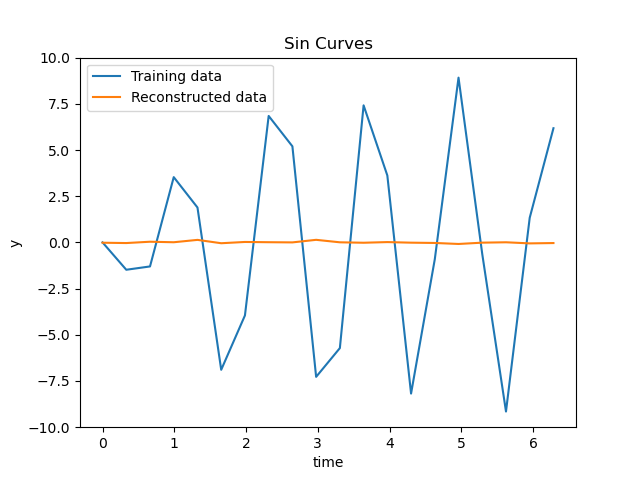 Sin Curves
Training data
Reconstructed data
10.0
7.5
5.0
2.5
0.0
−2.5
−5.0
−7.5
−10.0
y
0 1 2 3 4 5 6
time